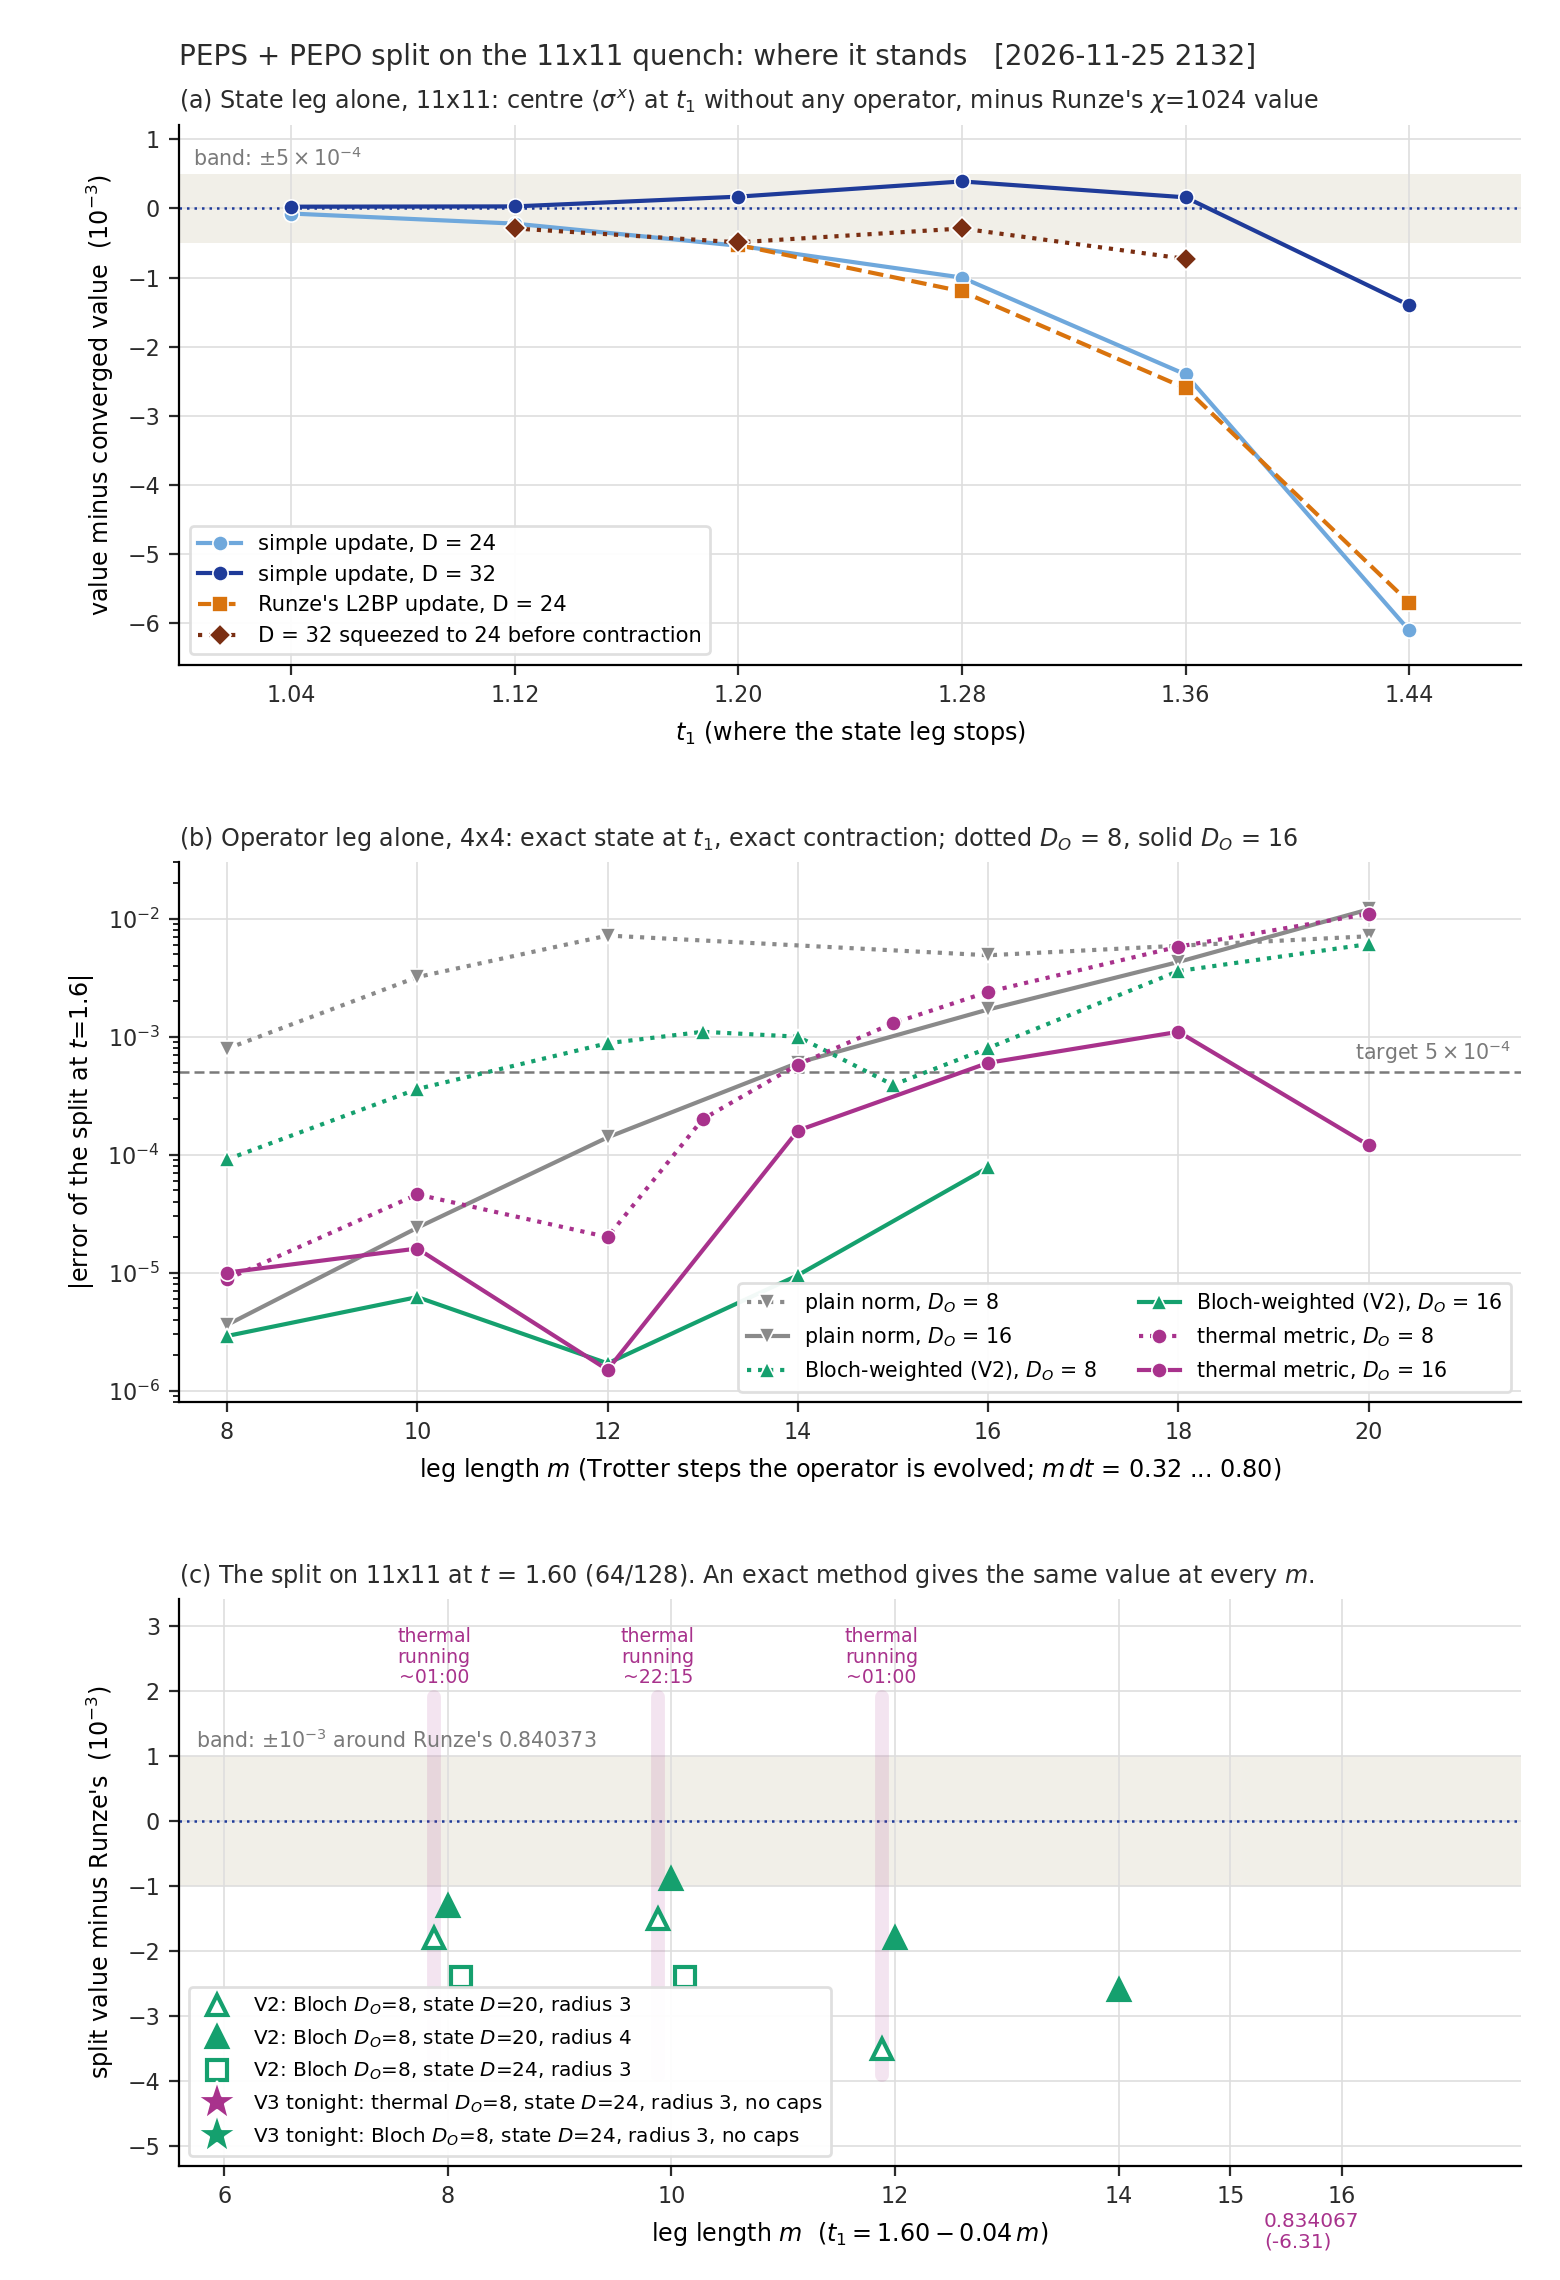 PEPS + PEPO split on the 11x11 quench: where it stands   [2026-11-25 2132]
(a) State leg alone, 11x11: centre ⟨σ^x⟩ at t₁ without any operator, minus Runze's χ=1024 value
value minus converged value (10⁻³)
1
0
−1
−2
−3
−4
−5
−6
band: ±5 × 10⁻⁴
simple update, D = 24
simple update, D = 32
Runze's L2BP update, D = 24
D = 32 squeezed to 24 before contraction
1.04 1.12 1.20 1.28 1.36 1.44
t₁ (where the state leg stops)
(b) Operator leg alone, 4x4: exact state at t₁, exact contraction; dotted D_O = 8, solid D_O = 16
|error of the split at t=1.6|
10⁻²
10⁻³
10⁻⁴
10⁻⁵
10⁻⁶
target 5 × 10⁻⁴
plain norm, D_O = 8
plain norm, D_O = 16
Bloch-weighted (V2), D_O = 8
Bloch-weighted (V2), D_O = 16
thermal metric, D_O = 8
thermal metric, D_O = 16
8 10 12 14 16 18 20
leg length m (Trotter steps the operator is evolved; m dt = 0.32 ... 0.80)
(c) The split on 11x11 at t = 1.60 (64/128). An exact method gives the same value at every m.
split value minus Runze's (10⁻³)
3
2
1
0
−1
−2
−3
−4
−5
thermal
running
~01:00
thermal
running
~22:15
thermal
running
~01:00
band: ±10⁻³ around Runze's 0.840373
V2: Bloch D_O=8, state D=20, radius 3
V2: Bloch D_O=8, state D=20, radius 4
V2: Bloch D_O=8, state D=24, radius 3
V3 tonight: thermal D_O=8, state D=24, radius 3, no caps
V3 tonight: Bloch D_O=8, state D=24, radius 3, no caps
6 8 10 12 14 15 16
0.834067
(-6.31)
leg length m (t₁ = 1.60 − 0.04 m)